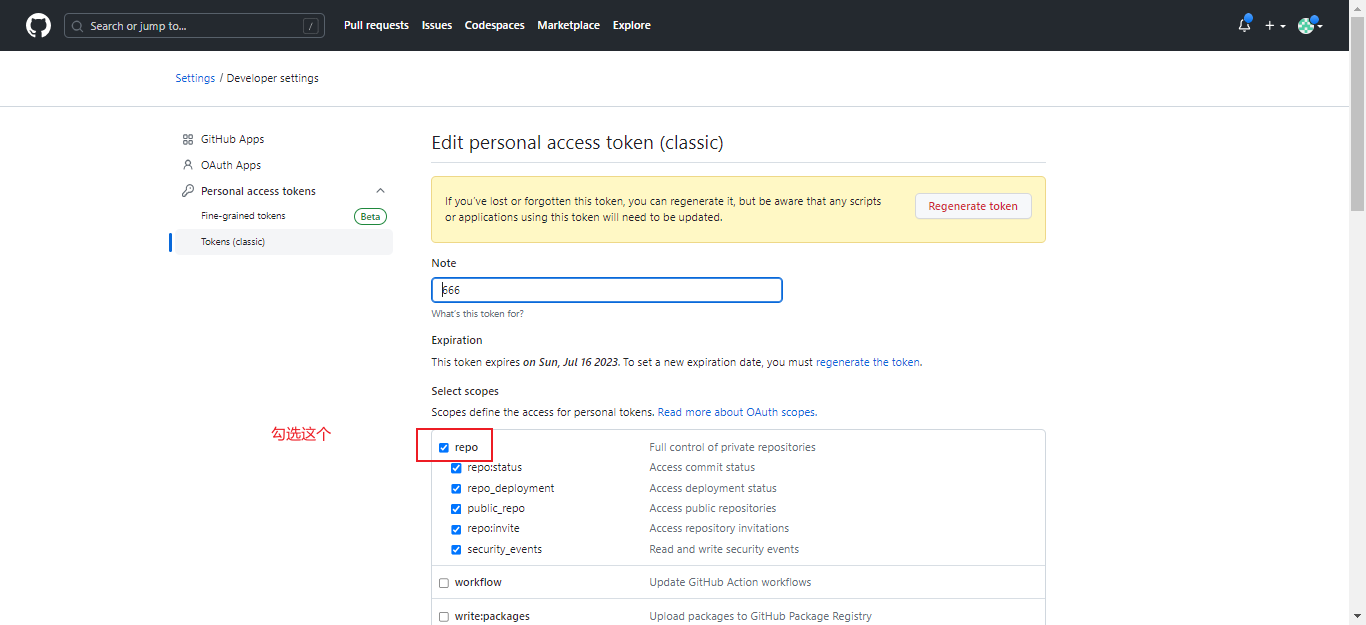 Search or jump to... / Pull requests Issues Codespaces Marketplace Explore
Settings / Developer settings
GitHub Apps
OAuth Apps
Personal access tokens
Fine-grained tokens Beta
Tokens (classic)
Edit personal access token (classic)
If you've lost or forgotten this token, you can regenerate it, but be aware that any scripts
or applications using this token will need to be updated.
Regenerate token
Note
666
What's this token for?
Expiration
This token expires on Sun, Jul 16 2023. To set a new expiration date, you must regenerate the token.
Select scopes
Scopes define the access for personal tokens. Read more about OAuth scopes.
勾选这个
repo Full control of private repositories
repo:status Access commit status
repo_deployment Access deployment status
public_repo Access public repositories
repo:invite Access repository invitations
security_events Read and write security events
workflow Update GitHub Action workflows
write:packages Upload packages to GitHub Package Registry